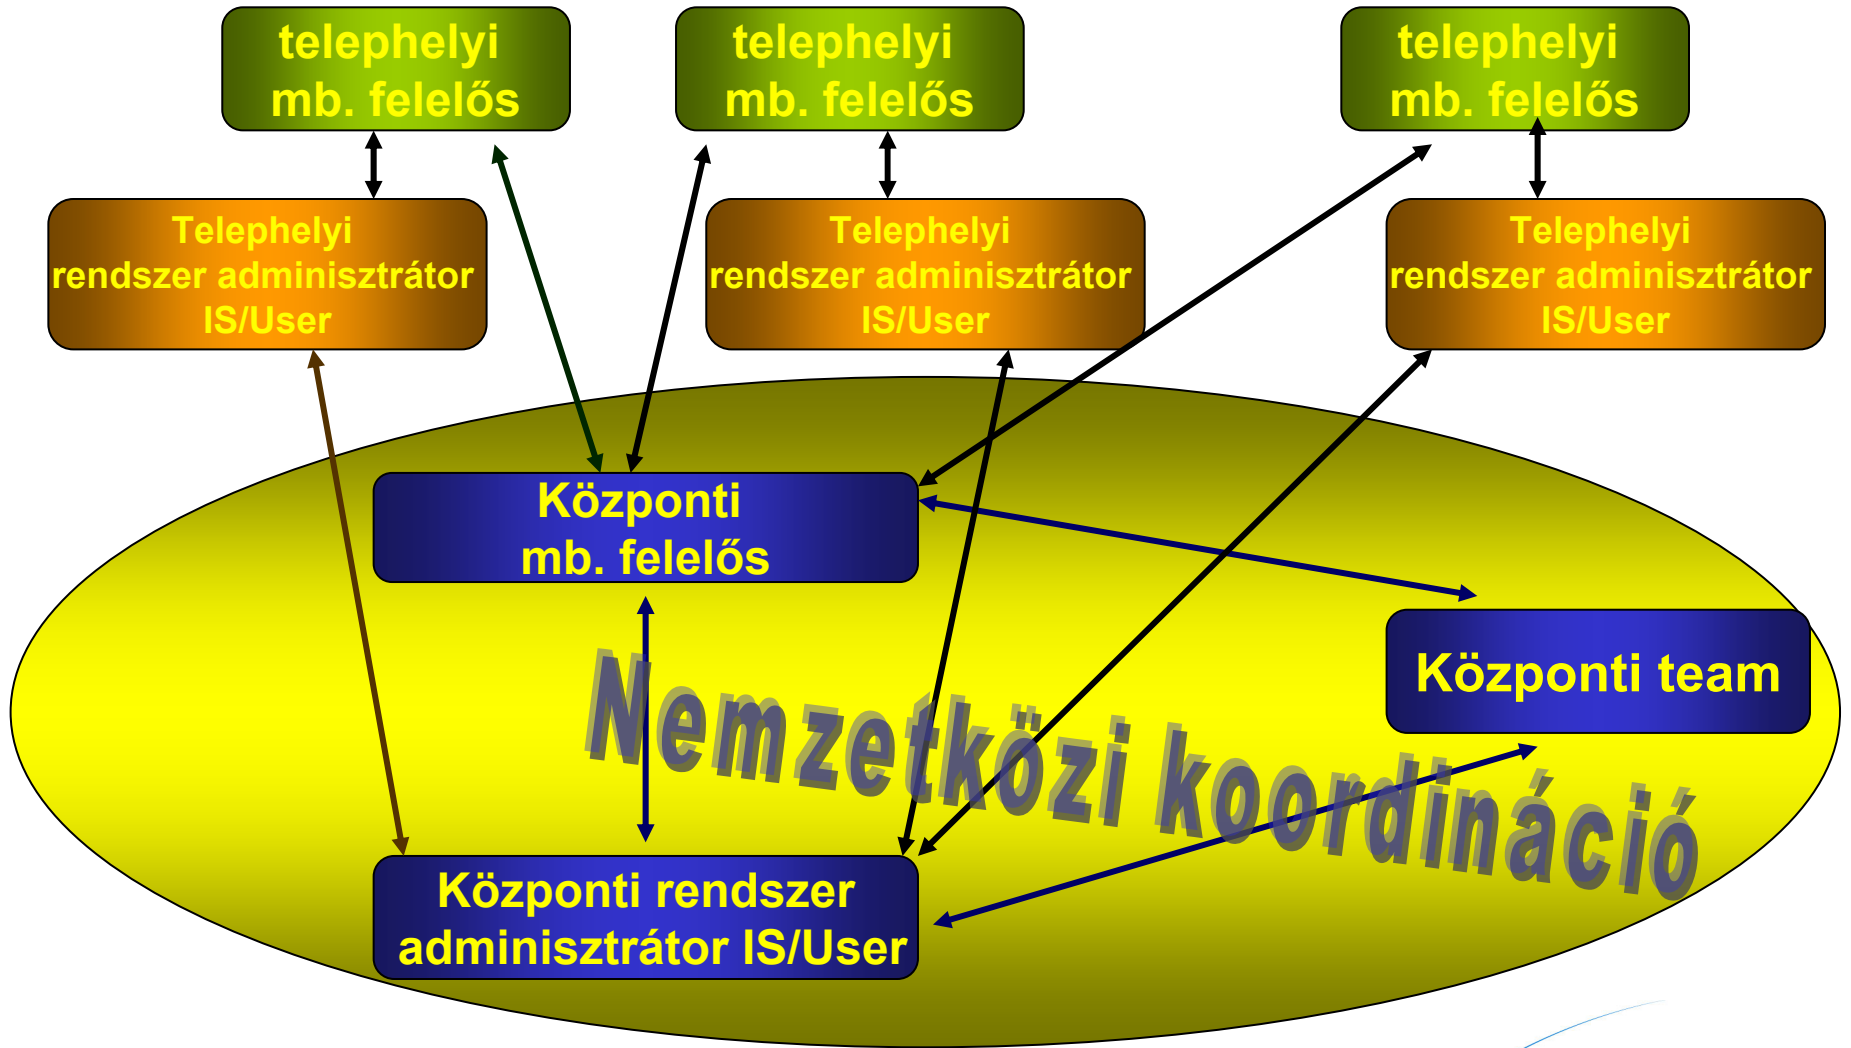 telephelyi
mb. felelős
telephelyi
mb. felelős
telephelyi
mb. felelős
Telephelyi
rendszer adminisztrátor
IS/User
Telephelyi
rendszer adminisztrátor
IS/User
Telephelyi
rendszer adminisztrátor
IS/User
Központi
mb. felelős
Központi team
Nemzetközi koordináció
Központi rendszer
adminisztrátor IS/User